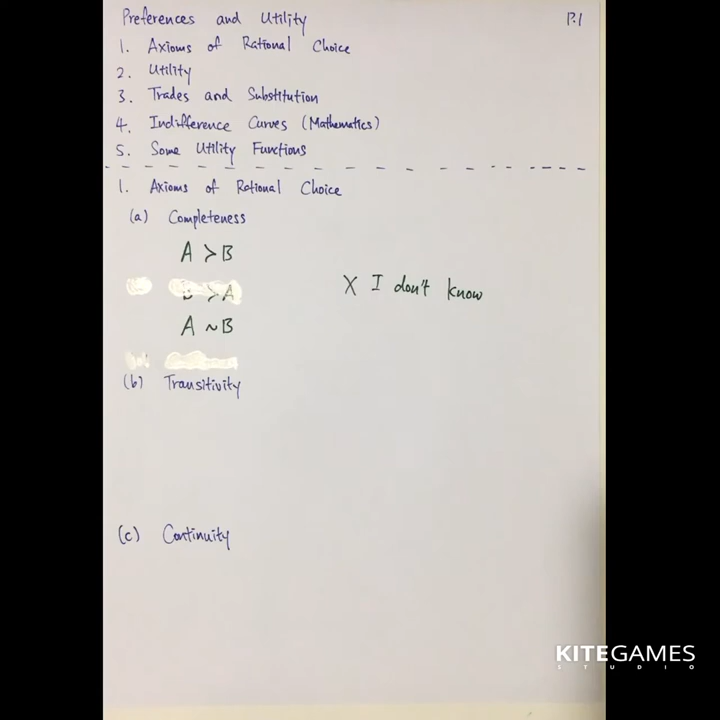 Preferences and Utility
P.1
1. Axioms of Rational Choice
2. Utility
3. Trades and Substitution
4. Indifference Curves (Mathematics)
5. Some Utility Functions
1. Axioms of Rational Choice
(a) Completeness
A ≻ B
B ≻ A
X I don't know
A ~ B
(b) Transitivity
(c) Continuity
KITEGAMES
STUDIO